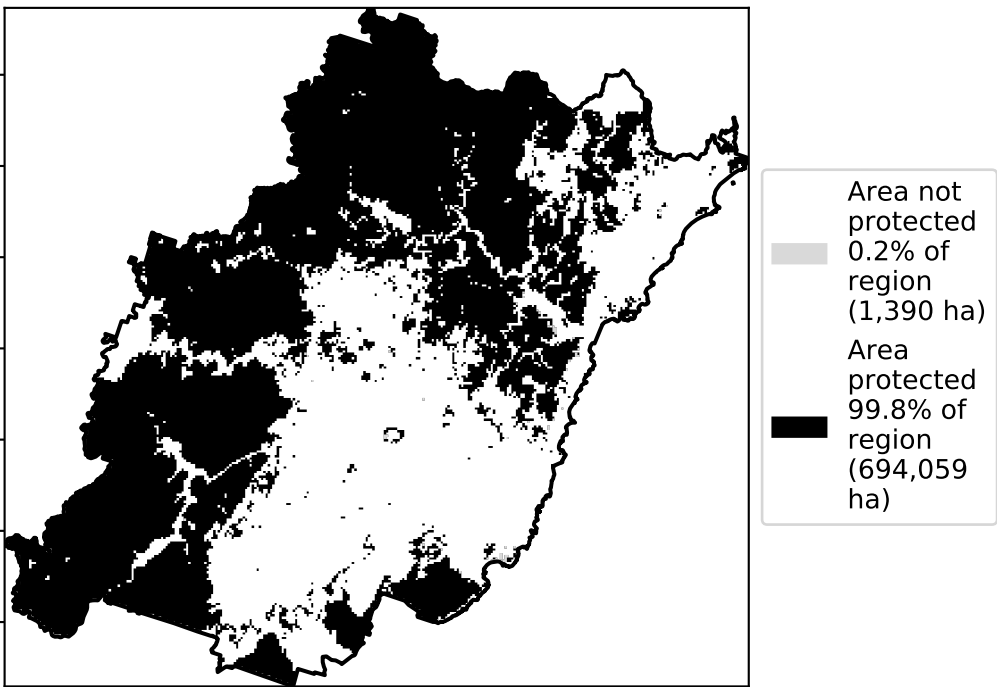 Area not
protected
0.2% of
region
(1,390 ha)
Area
protected
99.8% of
region
(694,059
ha)